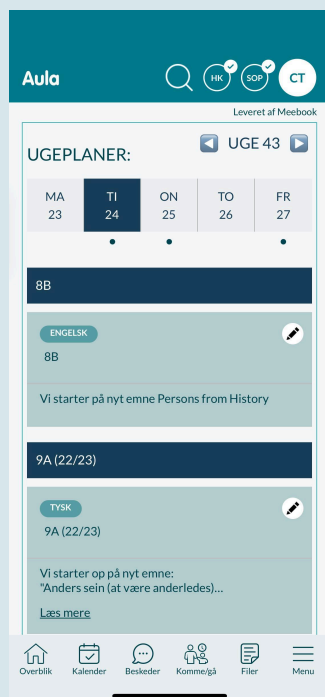 Aula
HK
SOP
CT
Leveret af Meebook
UGEPLANER:
UGE 43
MA TI ON TO FR
23 24 25 26 27
8B
ENGELSK
8B
Vi starter på nyt emne Persons from History
9A (22/23)
TYSK
9A (22/23)
Vi starter op på nyt emne:
"Anders sein (at være anderledes)...
Læs mere
Overblik Kalender Beskeder Komme/gå Filer Menu